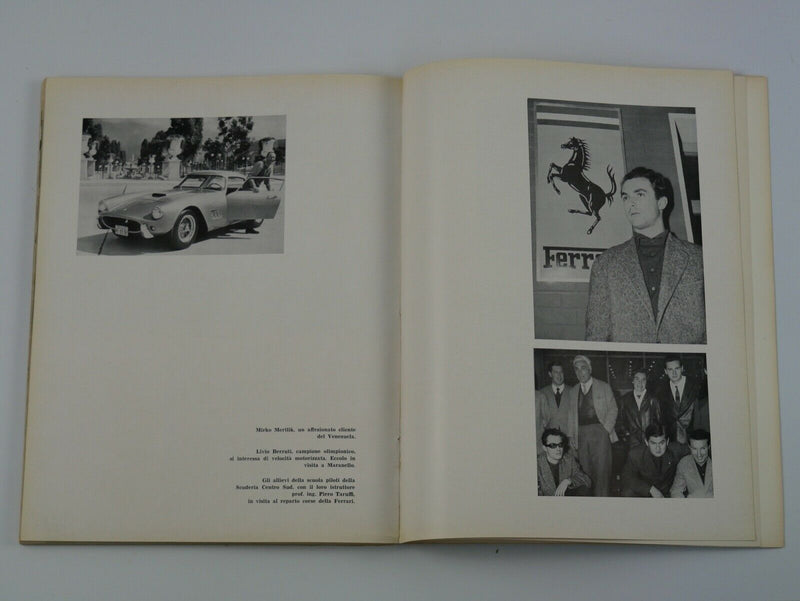 Mirko Merilik, un affezionato cliente
del Venezuela.
Livio Berruti, campione olimpionico,
si interessa di velocità motorizzata. Eccolo in
visita a Maranello.
Gli allievi della scuola piloti della
Scuderia Centro Sud, con il loro istruttore
prof. ing. Piero Taruffi,
in visita al reparto corse della Ferrari.
Ferra